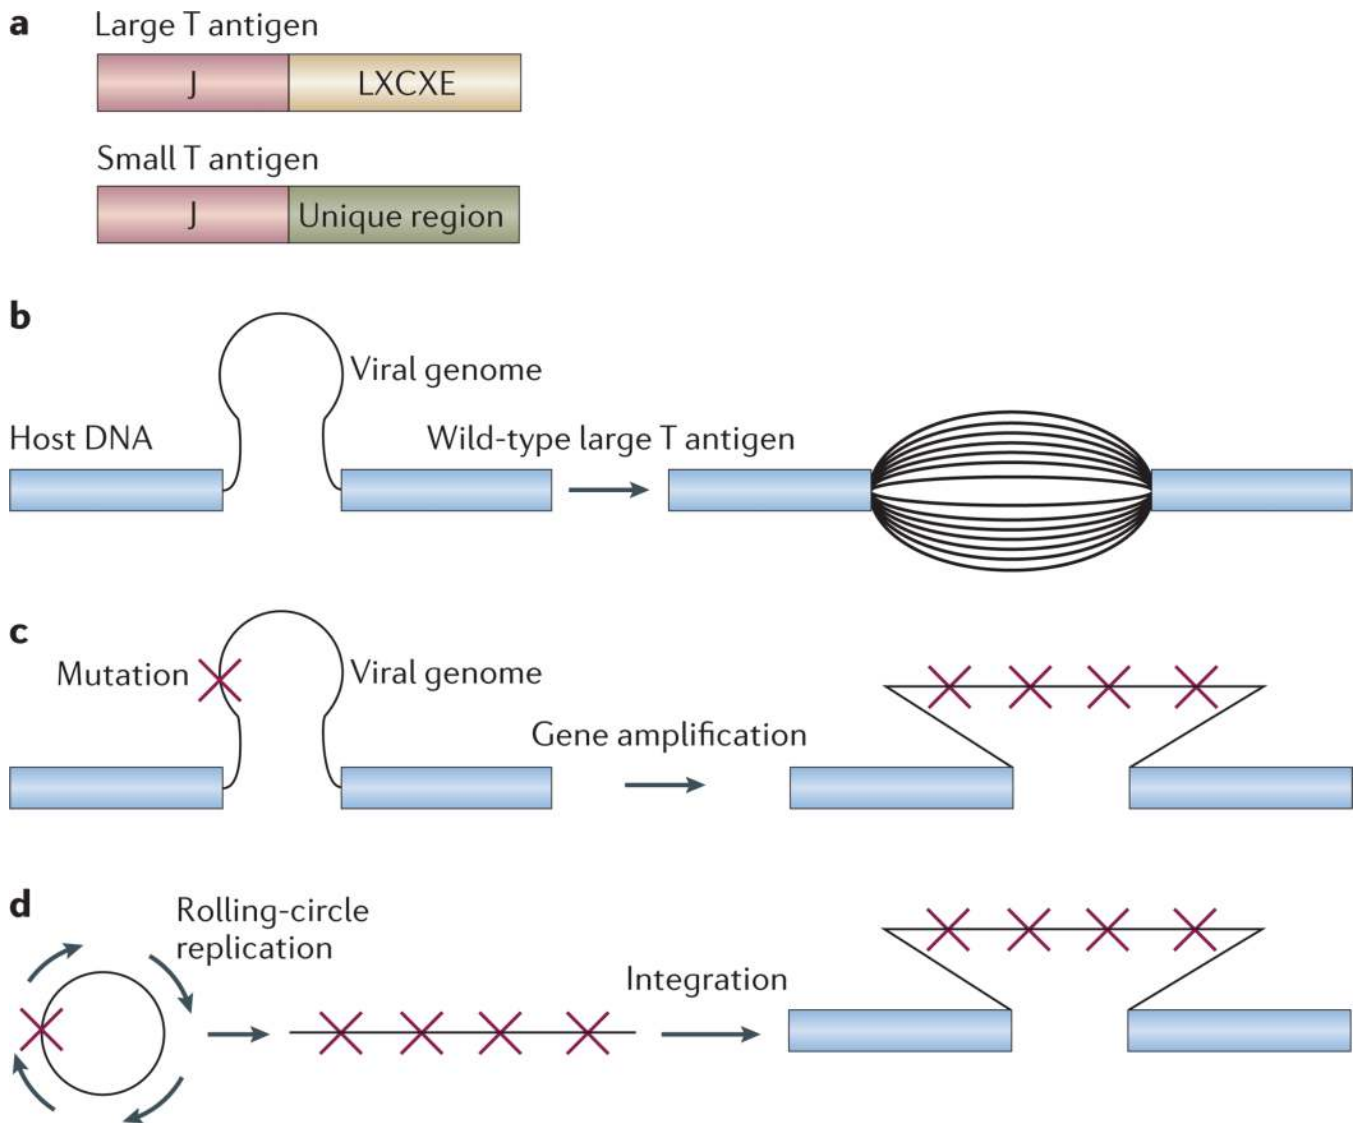 a
Large T antigen
J
LXCXE
Small T antigen
J
Unique region
b
Viral genome
Host DNA
Wild-type large T antigen
c
Mutation
Viral genome
Gene amplification
d
Rolling-circle
replication
Integration